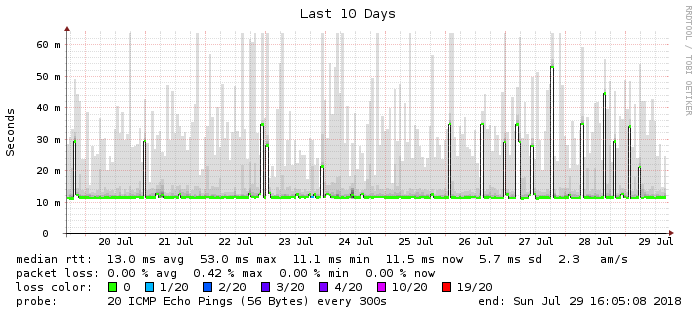 Last 10 Days
RRDTOOL / TOBI OETIKER
Seconds
60 m
50 m
40 m
30 m
20 m
10 m
0
20 Jul 21 Jul 22 Jul 23 Jul 24 Jul 25 Jul 26 Jul 27 Jul 28 Jul 29 Jul
median rtt: 13.0 ms avg 53.0 ms max 11.1 ms min 11.5 ms now 5.7 ms sd 2.3 am/s
packet loss: 0.00 % avg 0.42 % max 0.00 % min 0.00 % now
loss color: 0 1/20 2/20 3/20 4/20 10/20 19/20
probe: 20 ICMP Echo Pings (56 Bytes) every 300s end: Sun Jul 29 16:05:08 2018